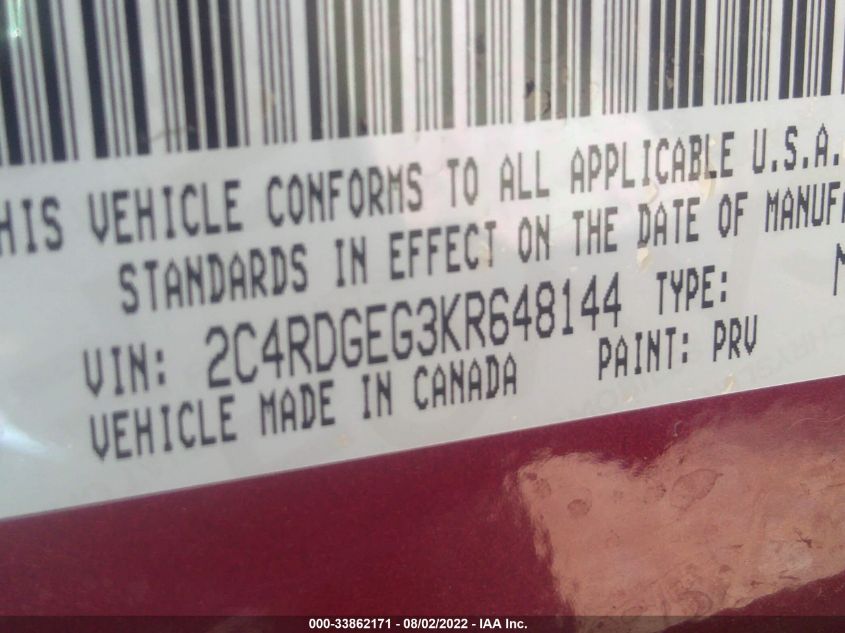 HIS VEHICLE CONFORMS TO ALL APPLICABLE U.S.A.
STANDARDS IN EFFECT ON THE DATE OF MANUF
VIN: 2C4RDGEG3KR648144 TYPE: M
VEHICLE MADE IN CANADA PAINT: PRV
000-33862171 - 08/02/2022 - IAA Inc.